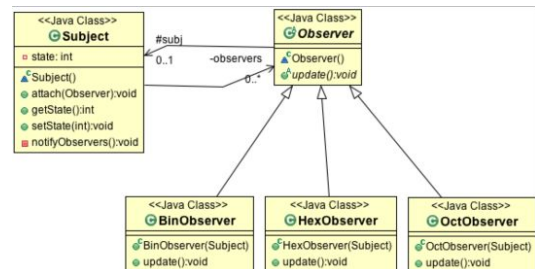 <<Java Class>>
Subject
state: int
Subject()
attach(Observer):void
getState():int
setState(int):void
notifyObservers():void
#subj
0..1
-observers
0..*
<<Java Class>>
Observer
Observer()
update():void
<<Java Class>>
BinObserver
BinObserver(Subject)
update():void
<<Java Class>>
HexObserver
HexObserver(Subject)
update():void
<<Java Class>>
OctObserver
OctObserver(Subject)
update():void